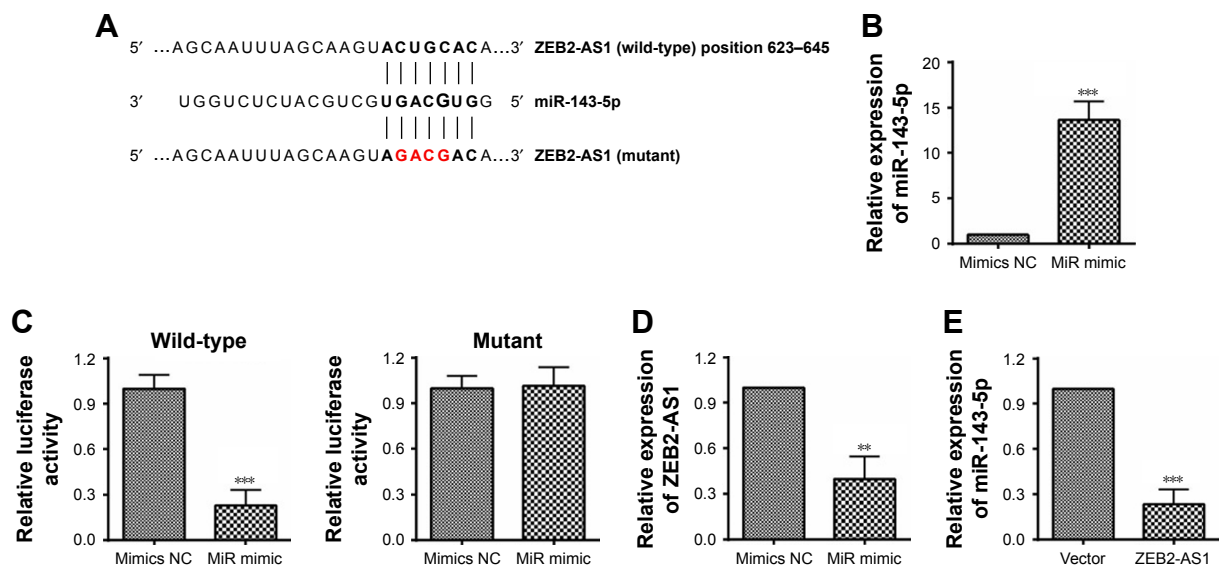 A
5′ ...AGCAAUUUAGCAAGUACUGCACA...3′ ZEB2-AS1 (wild-type) position 623–645
3′ UGGUCUCUACGUCGUGACGUGG 5′ miR-143-5p
5′ ...AGCAAUUUAGCAAGUAGACGACA...3′ ZEB2-AS1 (mutant)
B
Relative expression
of miR-143-5p
20
15
10
5
0
***
Mimics NC MiR mimic
C
Wild-type
Relative luciferase
activity
1.2
0.9
0.6
0.3
0.0
***
Mimics NC MiR mimic
Mutant
Relative luciferase
activity
1.2
0.9
0.6
0.3
0.0
Mimics NC MiR mimic
D
Relative expression
of ZEB2-AS1
1.2
0.9
0.6
0.3
0.0
**
Mimics NC MiR mimic
E
Relative expression
of miR-143-5p
1.2
0.9
0.6
0.3
0.0
***
Vector ZEB2-AS1